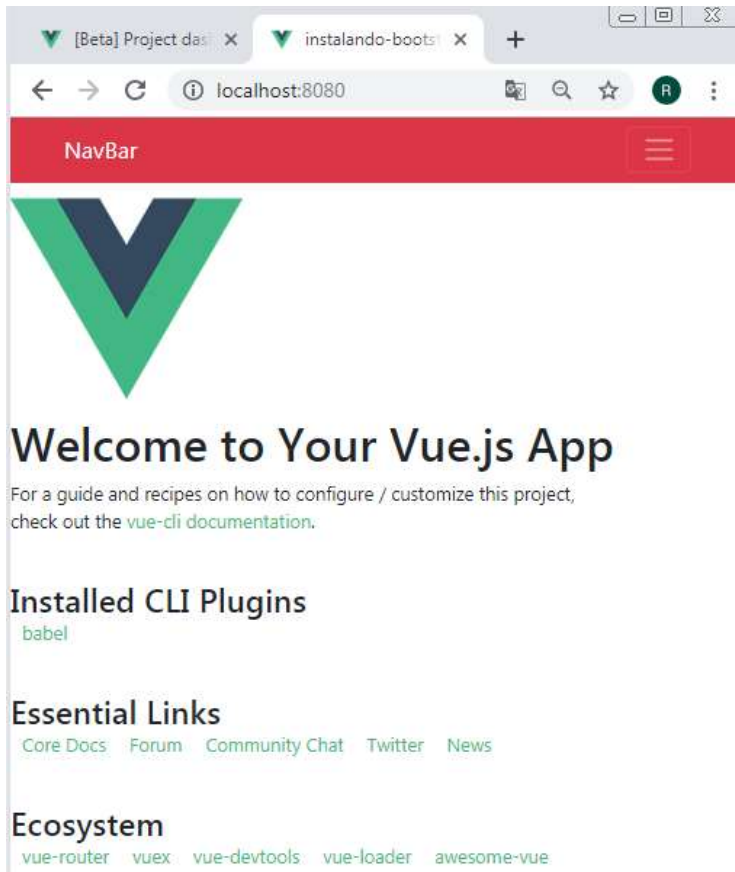 [Beta] Project das
instalando-boots
localhost:8080
R
NavBar
Welcome to Your Vue.js App
For a guide and recipes on how to configure / customize this project,
check out the vue-cli documentation.
Installed CLI Plugins
babel
Essential Links
Core Docs Forum Community Chat Twitter News
Ecosystem
vue-router vuex vue-devtools vue-loader awesome-vue